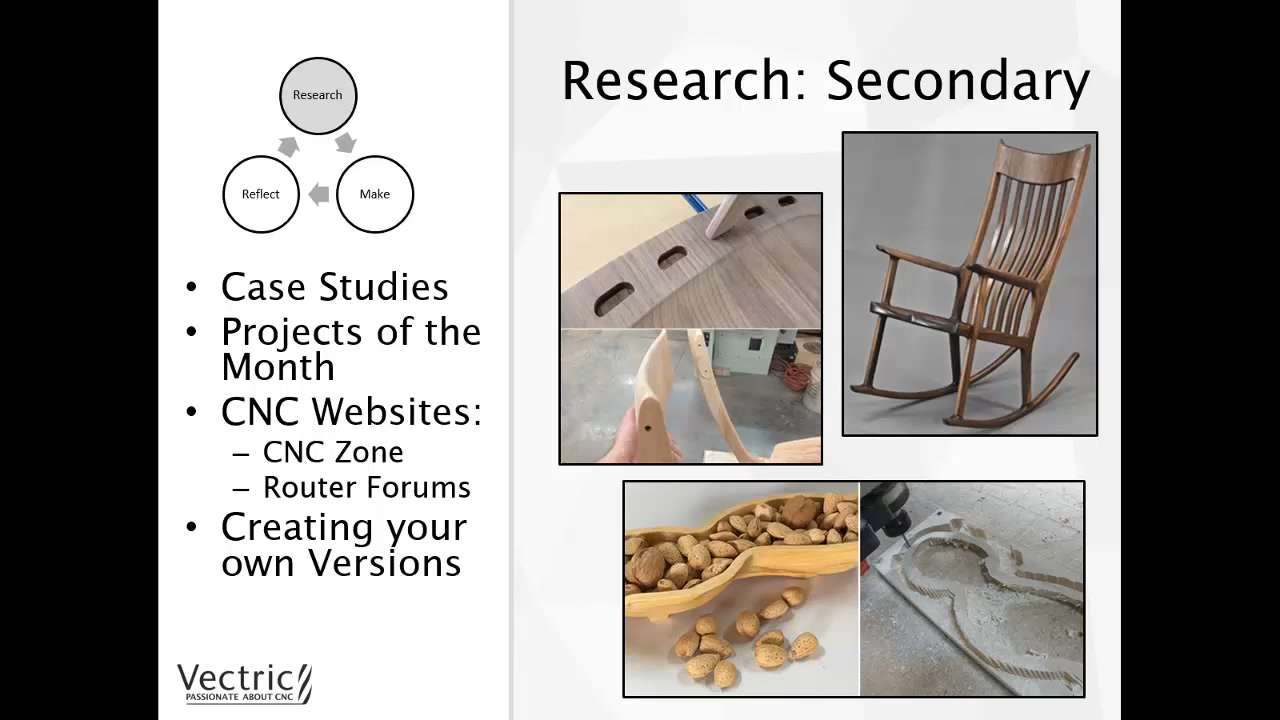 Research: Secondary
Research
Reflect
Make
• Case Studies
• Projects of the
Month
• CNC Websites:
– CNC Zone
– Router Forums
• Creating your
own Versions
Vectric
PASSIONATE ABOUT CNC